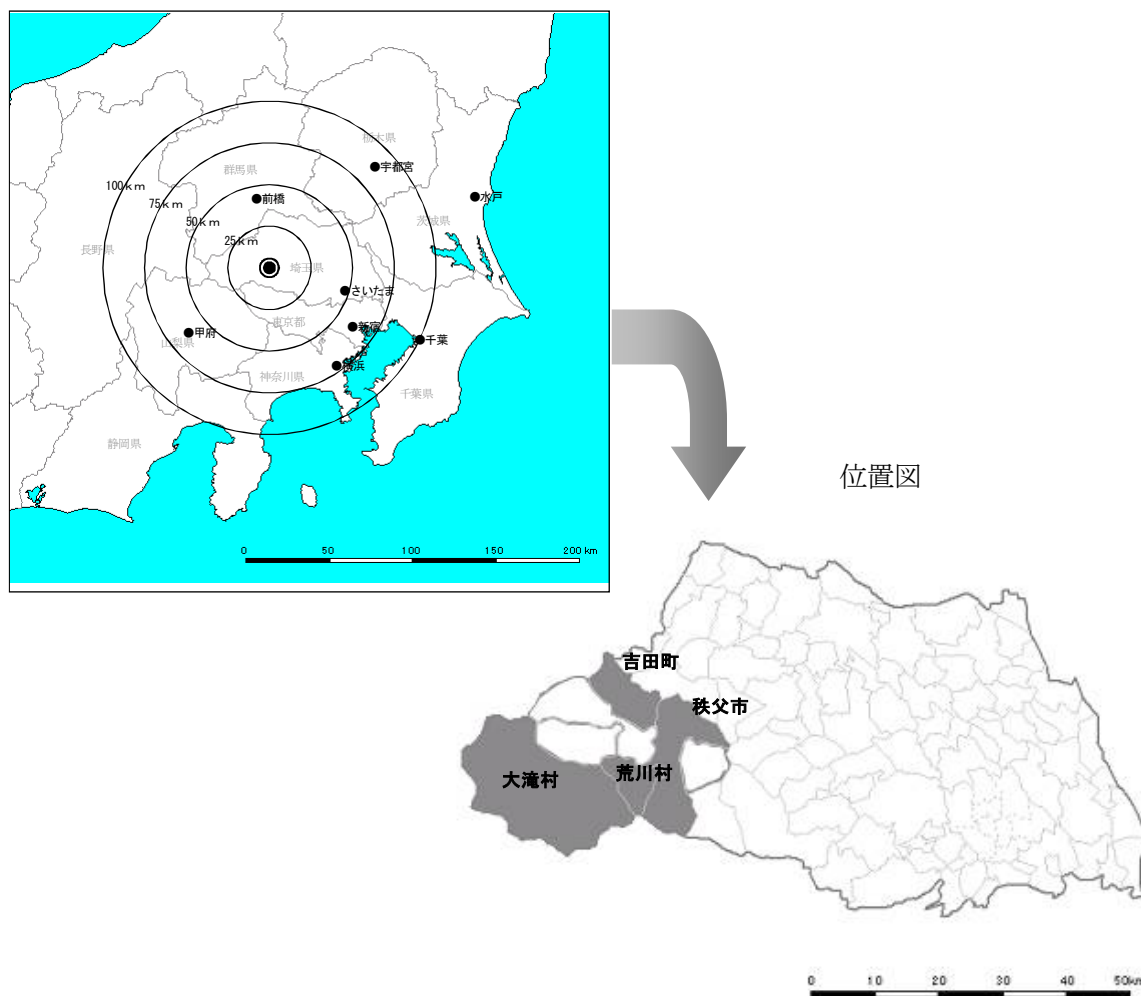 栃木県
宇都宮
群馬県
100km
前橋
水戸
75km
茨城県
50km
25km
長野県
埼玉県
さいたま
東京都
新宿
甲府
千葉
山梨県
横浜
神奈川県
千葉県
静岡県
0 50 100 150 200 km
位置図
吉田町
秩父市
大滝村
荒川村
0 10 20 30 40 50km